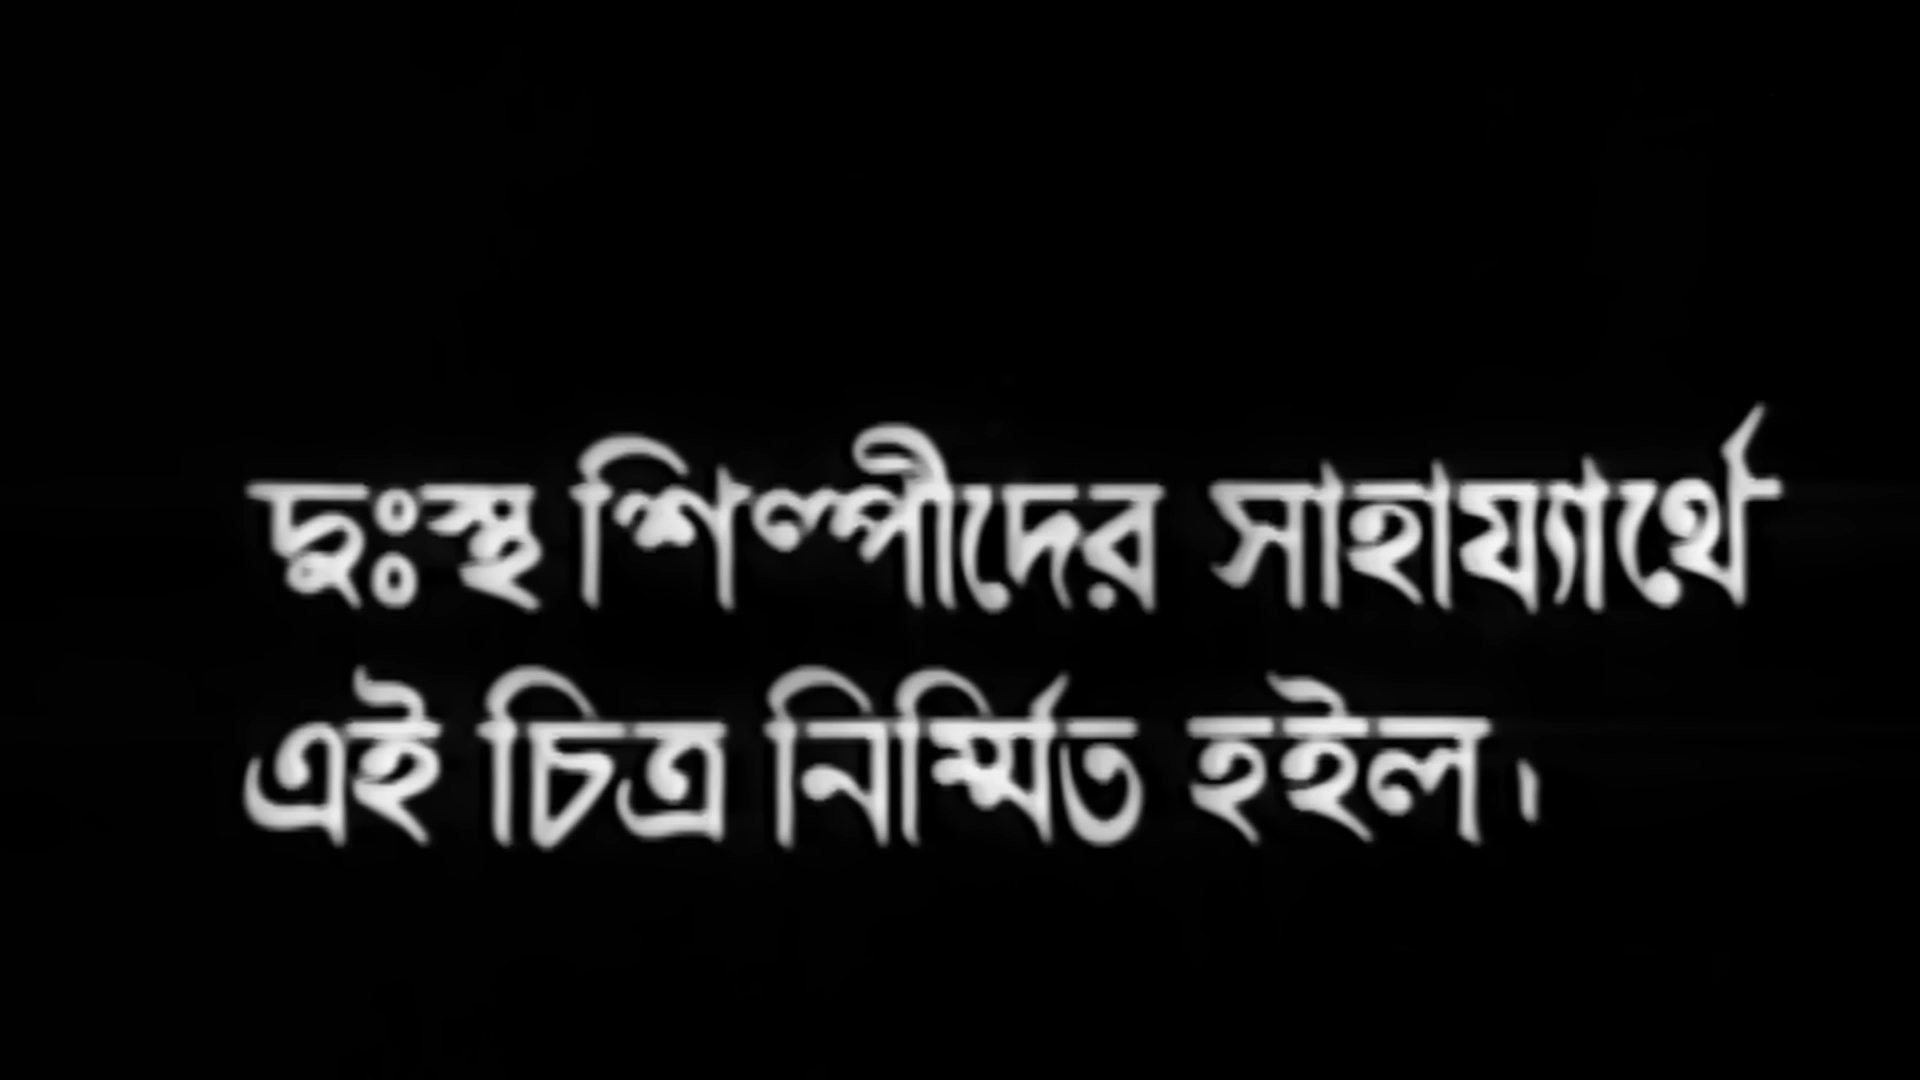 দুঃস্থ শিল্পীদের সাহায্যার্থে
এই চিত্র নির্ম্মিত হইল।